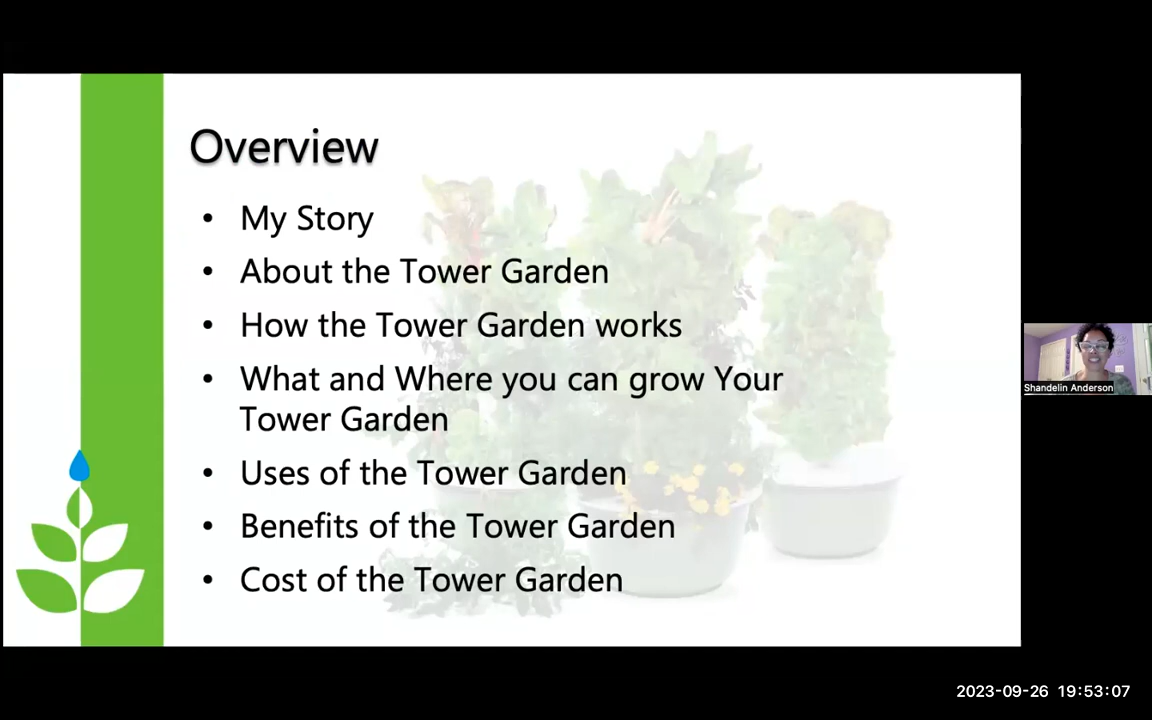 Overview
• My Story
• About the Tower Garden
• How the Tower Garden works
• What and Where you can grow Your
Tower Garden
• Uses of the Tower Garden
• Benefits of the Tower Garden
• Cost of the Tower Garden
Shandelin Anderson
2023-09-26 19:53:07